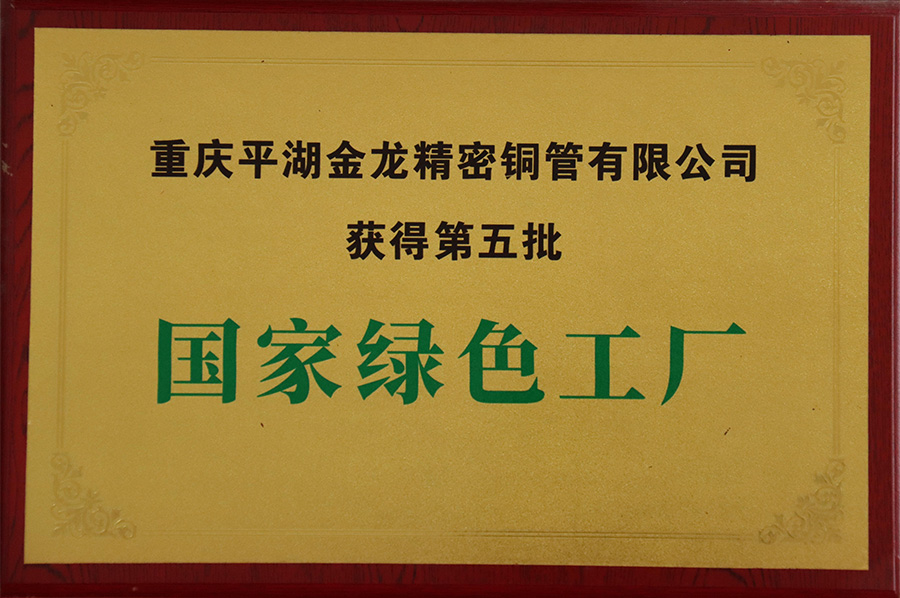 重庆平湖金龙精密铜管有限公司
获得第五批
国家绿色工厂